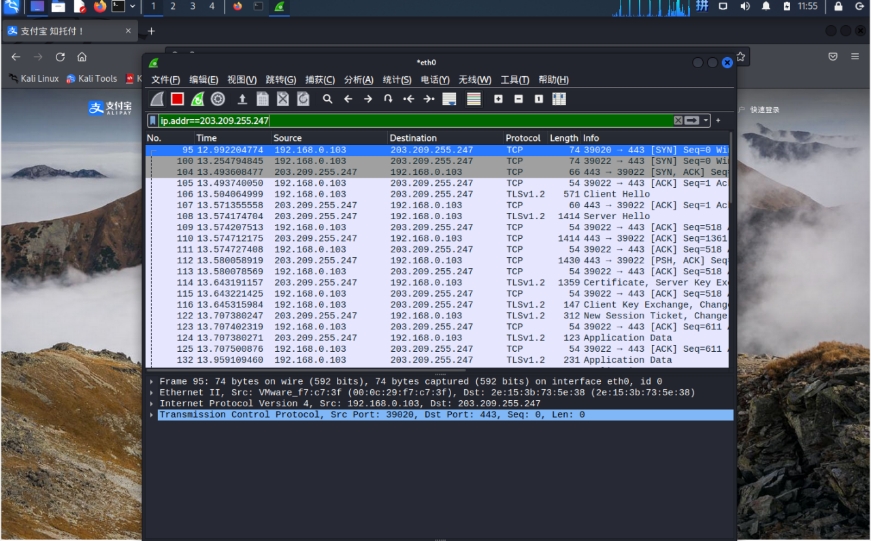 1 2 3 4
11:55
支付宝 知托付！ × +
Kali Linux Kali Tools K
支付宝
ALIPAY
快速登录
*eth0
文件(F) 编辑(E) 视图(V) 跳转(G) 捕获(C) 分析(A) 统计(S) 电话(Y) 无线(W) 工具(T) 帮助(H)
ip.addr==203.209.255.247
No. Time Source Destination Protocol Length Info
95 12.992204774 192.168.0.103 203.209.255.247 TCP 74 39020 → 443 [SYN] Seq=0 Wi
100 13.254794845 192.168.0.103 203.209.255.247 TCP 74 39022 → 443 [SYN] Seq=0 Wi
104 13.493608477 203.209.255.247 192.168.0.103 TCP 66 443 → 39022 [SYN, ACK] Seq
105 13.493740050 192.168.0.103 203.209.255.247 TCP 54 39022 → 443 [ACK] Seq=1 Ac
106 13.504064999 192.168.0.103 203.209.255.247 TLSv1.2 571 Client Hello
107 13.571355558 203.209.255.247 192.168.0.103 TCP 60 443 → 39022 [ACK] Seq=1 Ac
108 13.574174704 203.209.255.247 192.168.0.103 TLSv1.2 1414 Server Hello
109 13.574207513 192.168.0.103 203.209.255.247 TCP 54 39022 → 443 [ACK] Seq=518
110 13.574712175 203.209.255.247 192.168.0.103 TCP 1414 443 → 39022 [ACK] Seq=1361
111 13.574727408 192.168.0.103 203.209.255.247 TCP 54 39022 → 443 [ACK] Seq=518
112 13.580058919 203.209.255.247 192.168.0.103 TCP 1430 443 → 39022 [PSH, ACK] Seq=
113 13.580078569 192.168.0.103 203.209.255.247 TCP 54 39022 → 443 [ACK] Seq=518
114 13.643191157 203.209.255.247 192.168.0.103 TLSv1.2 1359 Certificate, Server Key Ex
115 13.643221425 192.168.0.103 203.209.255.247 TCP 54 39022 → 443 [ACK] Seq=518
116 13.645315984 192.168.0.103 203.209.255.247 TLSv1.2 147 Client Key Exchange, Change
122 13.707380247 203.209.255.247 192.168.0.103 TLSv1.2 312 New Session Ticket, Change
123 13.707402319 192.168.0.103 203.209.255.247 TCP 54 39022 → 443 [ACK] Seq=611
124 13.707380271 203.209.255.247 192.168.0.103 TLSv1.2 123 Application Data
125 13.707500876 192.168.0.103 203.209.255.247 TCP 54 39022 → 443 [ACK] Seq=611
132 13.959109460 192.168.0.103 203.209.255.247 TLSv1.2 231 Application Data
Frame 95: 74 bytes on wire (592 bits), 74 bytes captured (592 bits) on interface eth0, id 0
Ethernet II, Src: VMware_f7:c7:3f (00:0c:29:f7:c7:3f), Dst: 2e:15:3b:73:5e:38 (2e:15:3b:73:5e:38)
Internet Protocol Version 4, Src: 192.168.0.103, Dst: 203.209.255.247
Transmission Control Protocol, Src Port: 39020, Dst Port: 443, Seq: 0, Len: 0